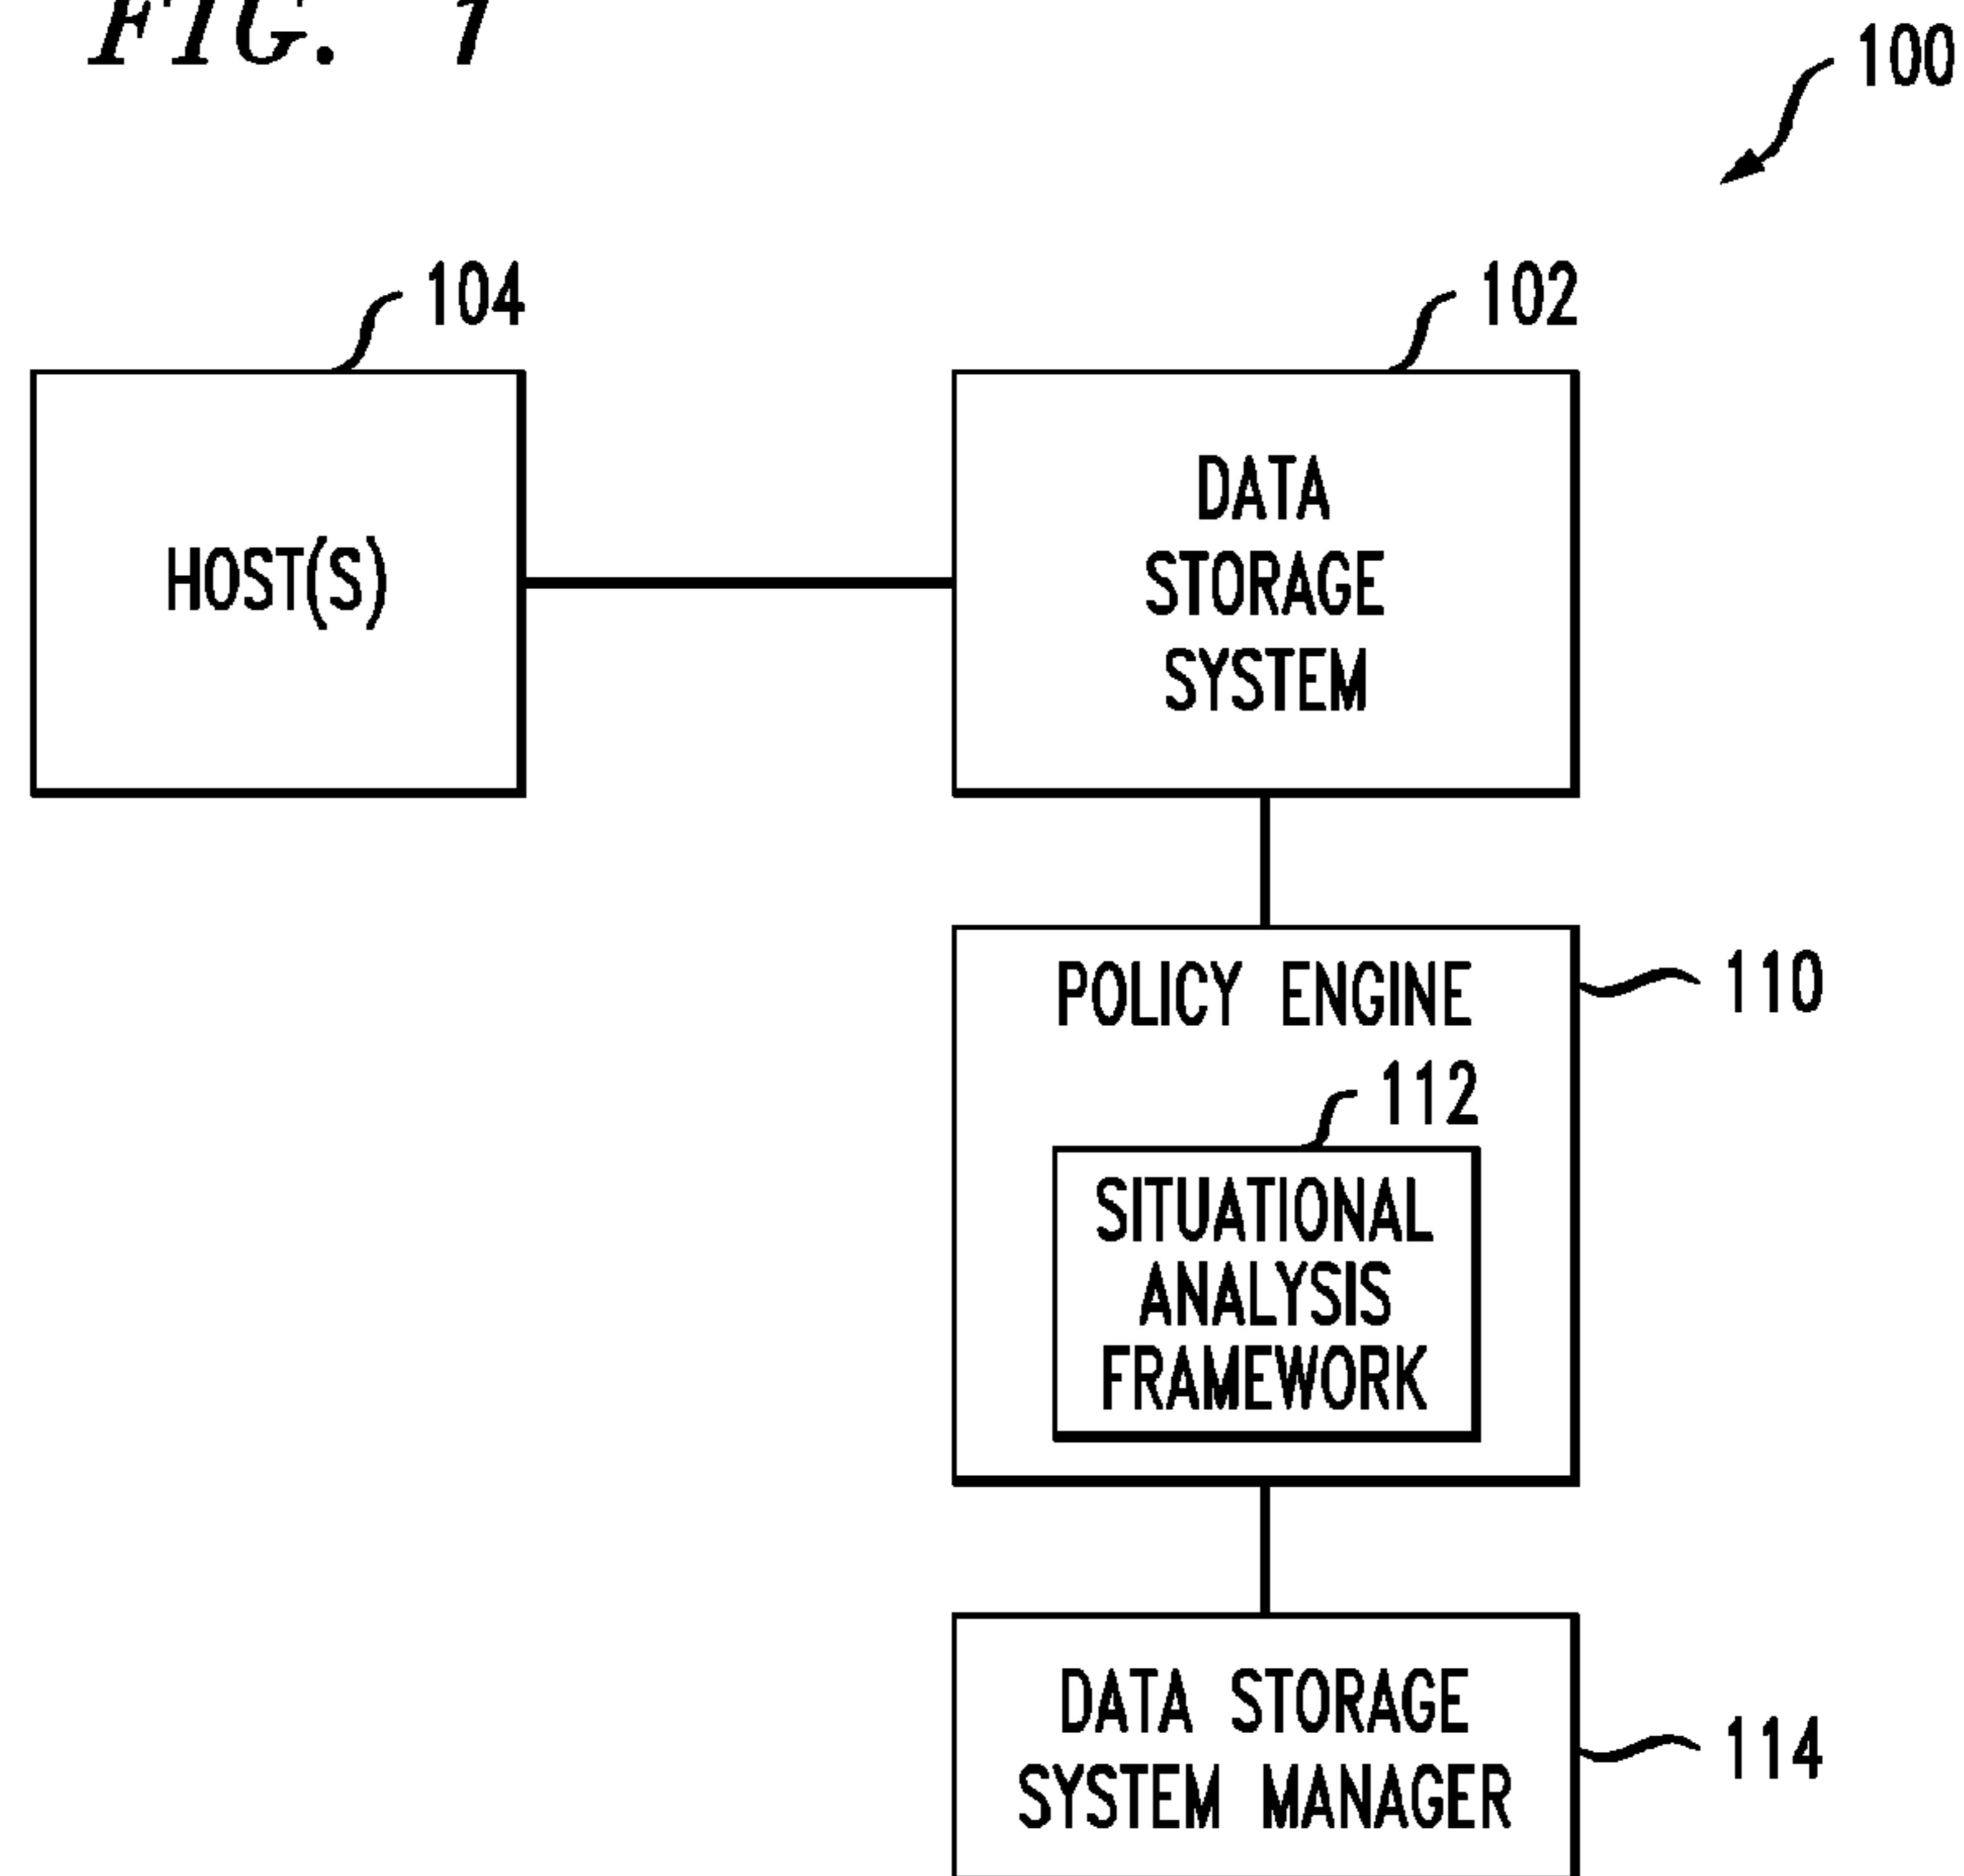 FIG. 1
100
104
102
HOST(S)
DATA
STORAGE
SYSTEM
POLICY ENGINE
110
112
SITUATIONAL
ANALYSIS
FRAMEWORK
DATA STORAGE
SYSTEM MANAGER
114